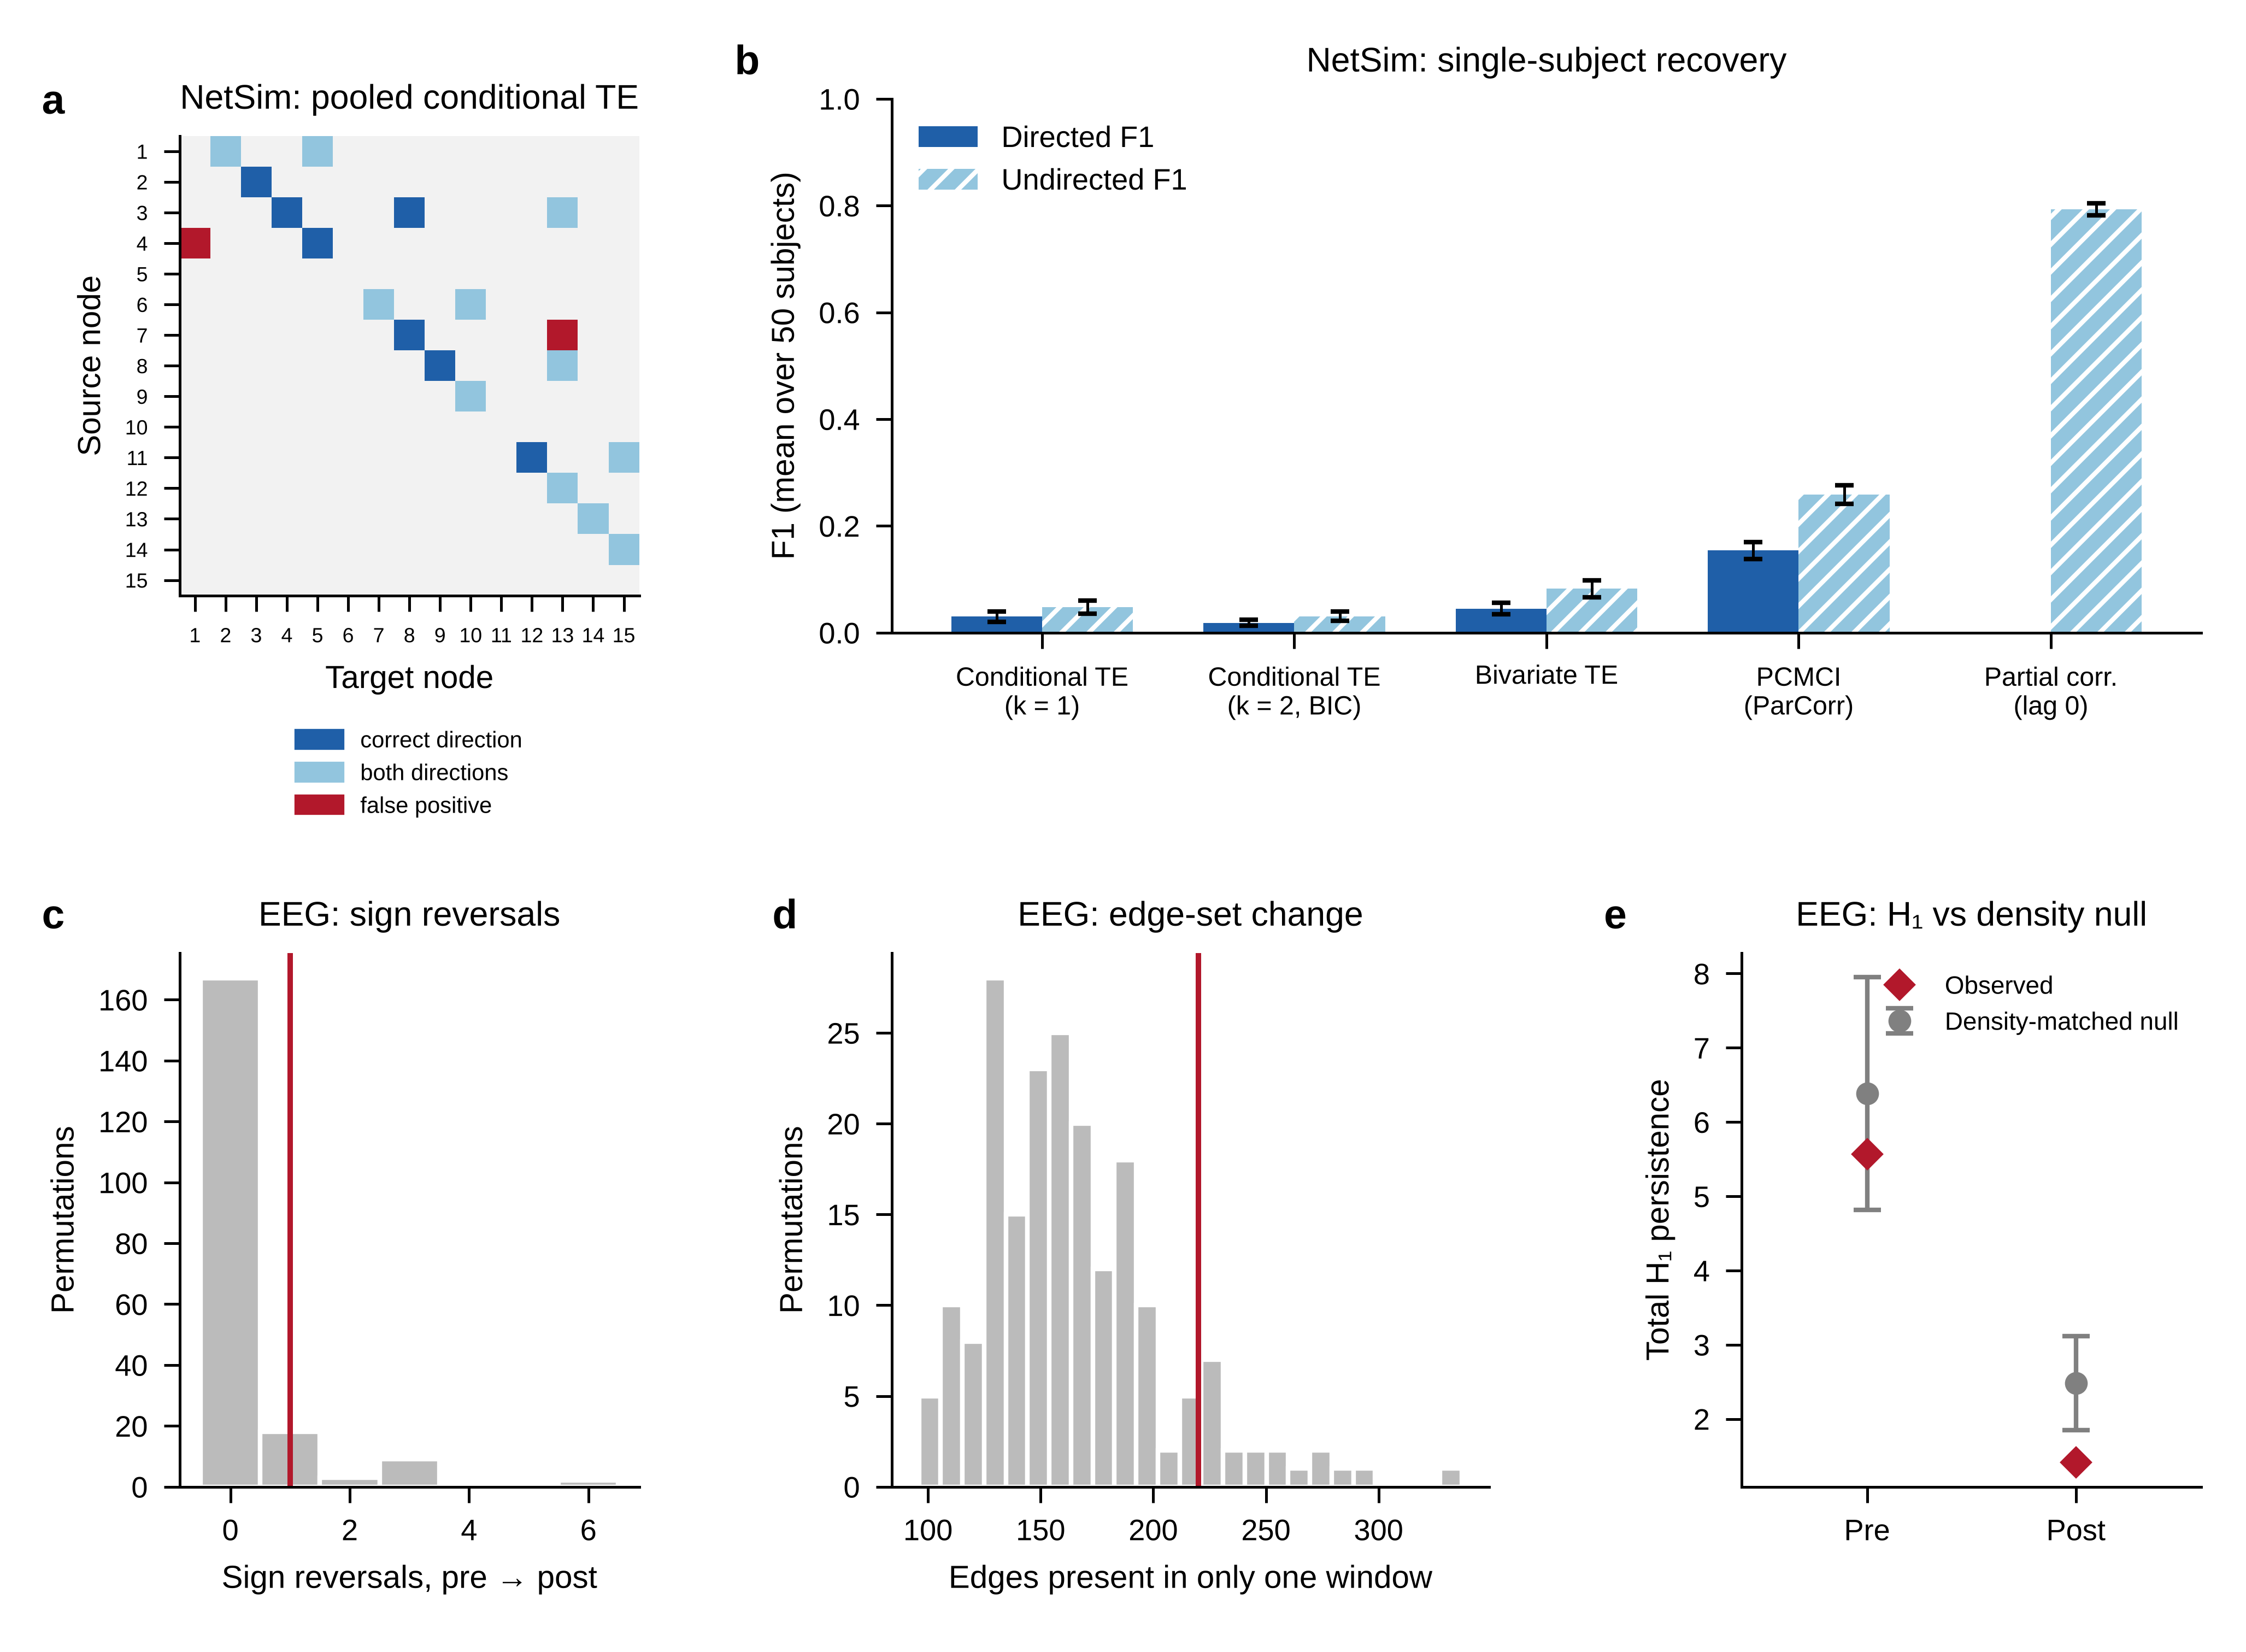 a
NetSim: pooled conditional TE
Source node
1
2
3
4
5
6
7
8
9
10
11
12
13
14
15
1 2 3 4 5 6 7 8 9 10 11 12 13 14 15
Target node
correct direction
both directions
false positive
b
NetSim: single-subject recovery
F1 (mean over 50 subjects)
1.0
0.8
0.6
0.4
0.2
0.0
Directed F1
Undirected F1
Conditional TE
(k = 1)
Conditional TE
(k = 2, BIC)
Bivariate TE
PCMCI
(ParCorr)
Partial corr.
(lag 0)
c
EEG: sign reversals
Permutations
160
140
120
100
80
60
40
20
0
0 2 4 6
Sign reversals, pre → post
d
EEG: edge-set change
Permutations
25
20
15
10
5
0
100 150 200 250 300
Edges present in only one window
e
EEG: H₁ vs density null
Total H₁ persistence
8
7
6
5
4
3
2
Observed
Density-matched null
Pre Post